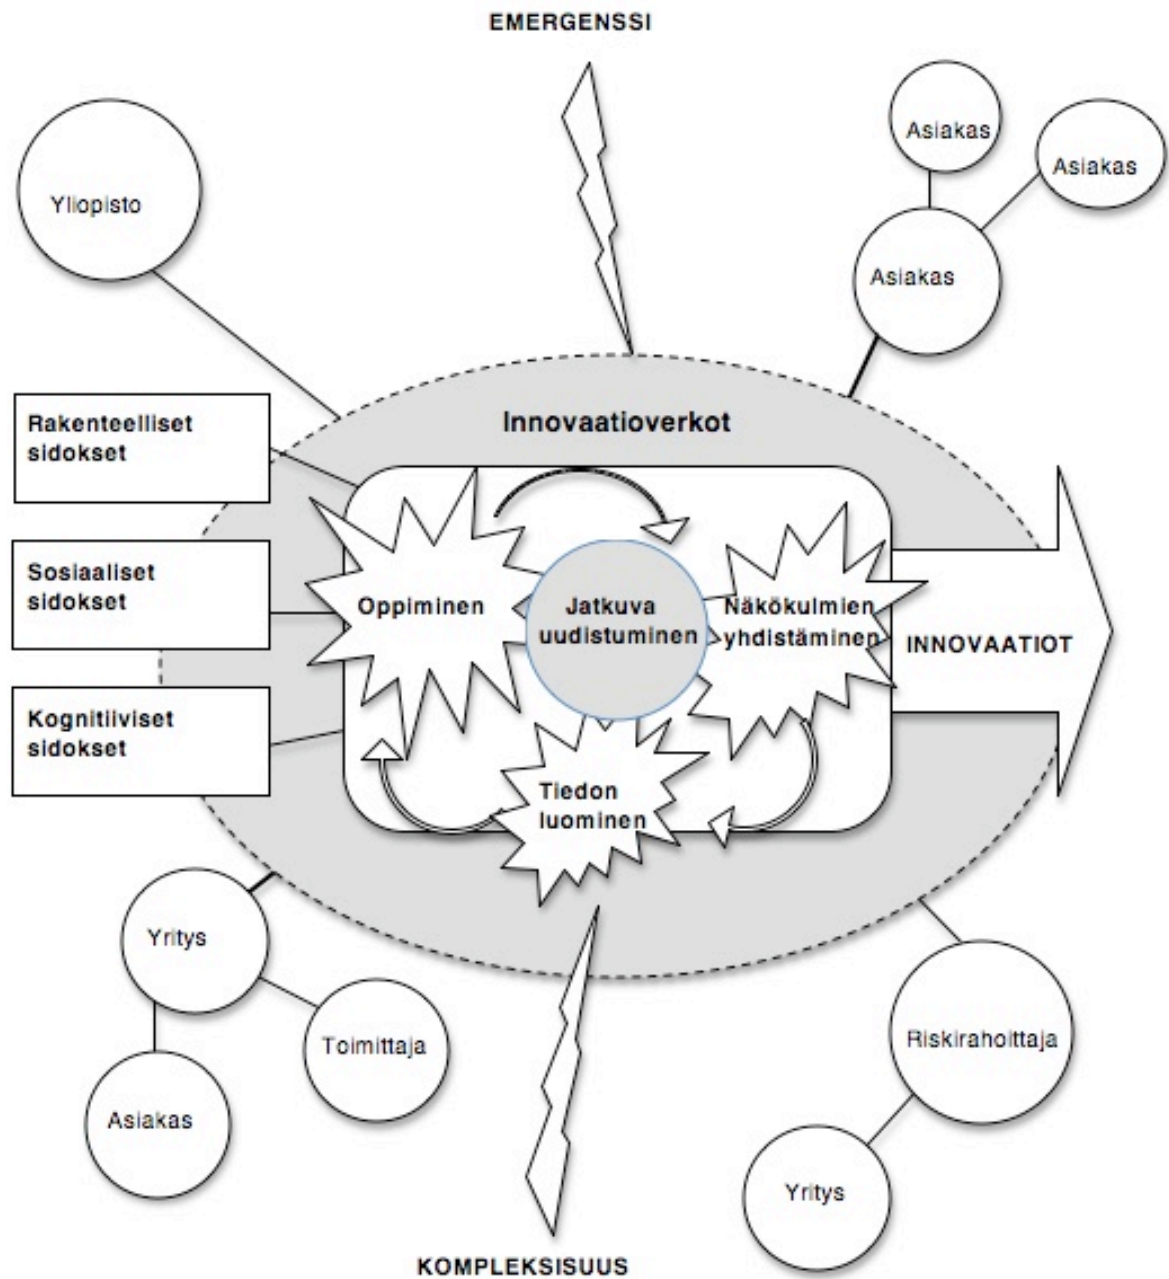 EMERGENSSI
Asiakas
Asiakas
Yliopisto
Asiakas
Innovaatioverkot
Rakenteelliset
sidokset
Sosiaaliset
sidokset
Kognitiiviset
sidokset
Oppiminen
Jatkuva
uudistuminen
Näkökulmien
yhdistäminen
INNOVAATIOT
Tiedon
luominen
Yritys
Toimittaja
Asiakas
Riskirahoittaja
Yritys
KOMPLEKSISUUS